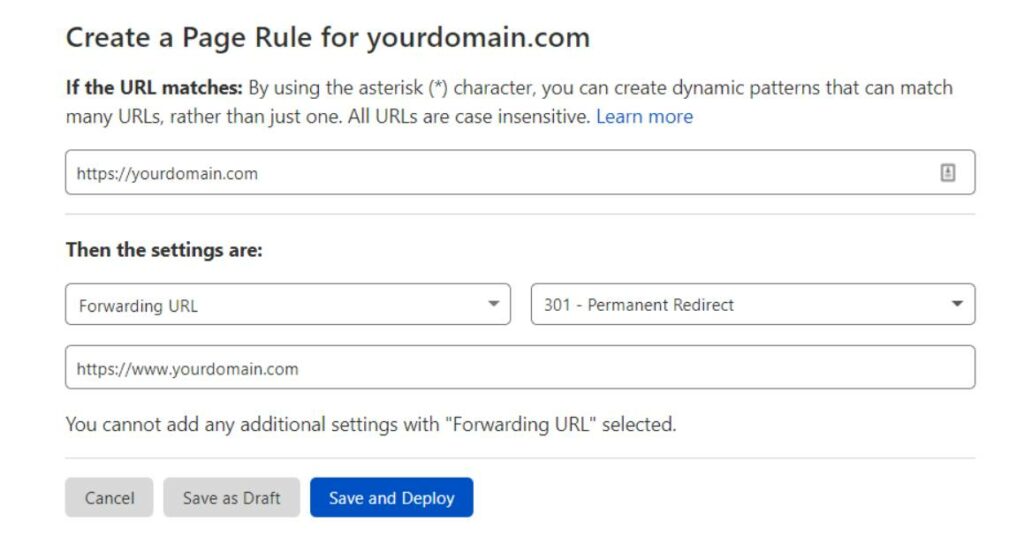 Create a Page Rule for yourdomain.com
If the URL matches: By using the asterisk (*) character, you can create dynamic patterns that can match
many URLs, rather than just one. All URLs are case insensitive. Learn more
https://yourdomain.com
Then the settings are:
Forwarding URL
301 - Permanent Redirect
https://www.yourdomain.com
You cannot add any additional settings with "Forwarding URL" selected.
Cancel
Save as Draft
Save and Deploy